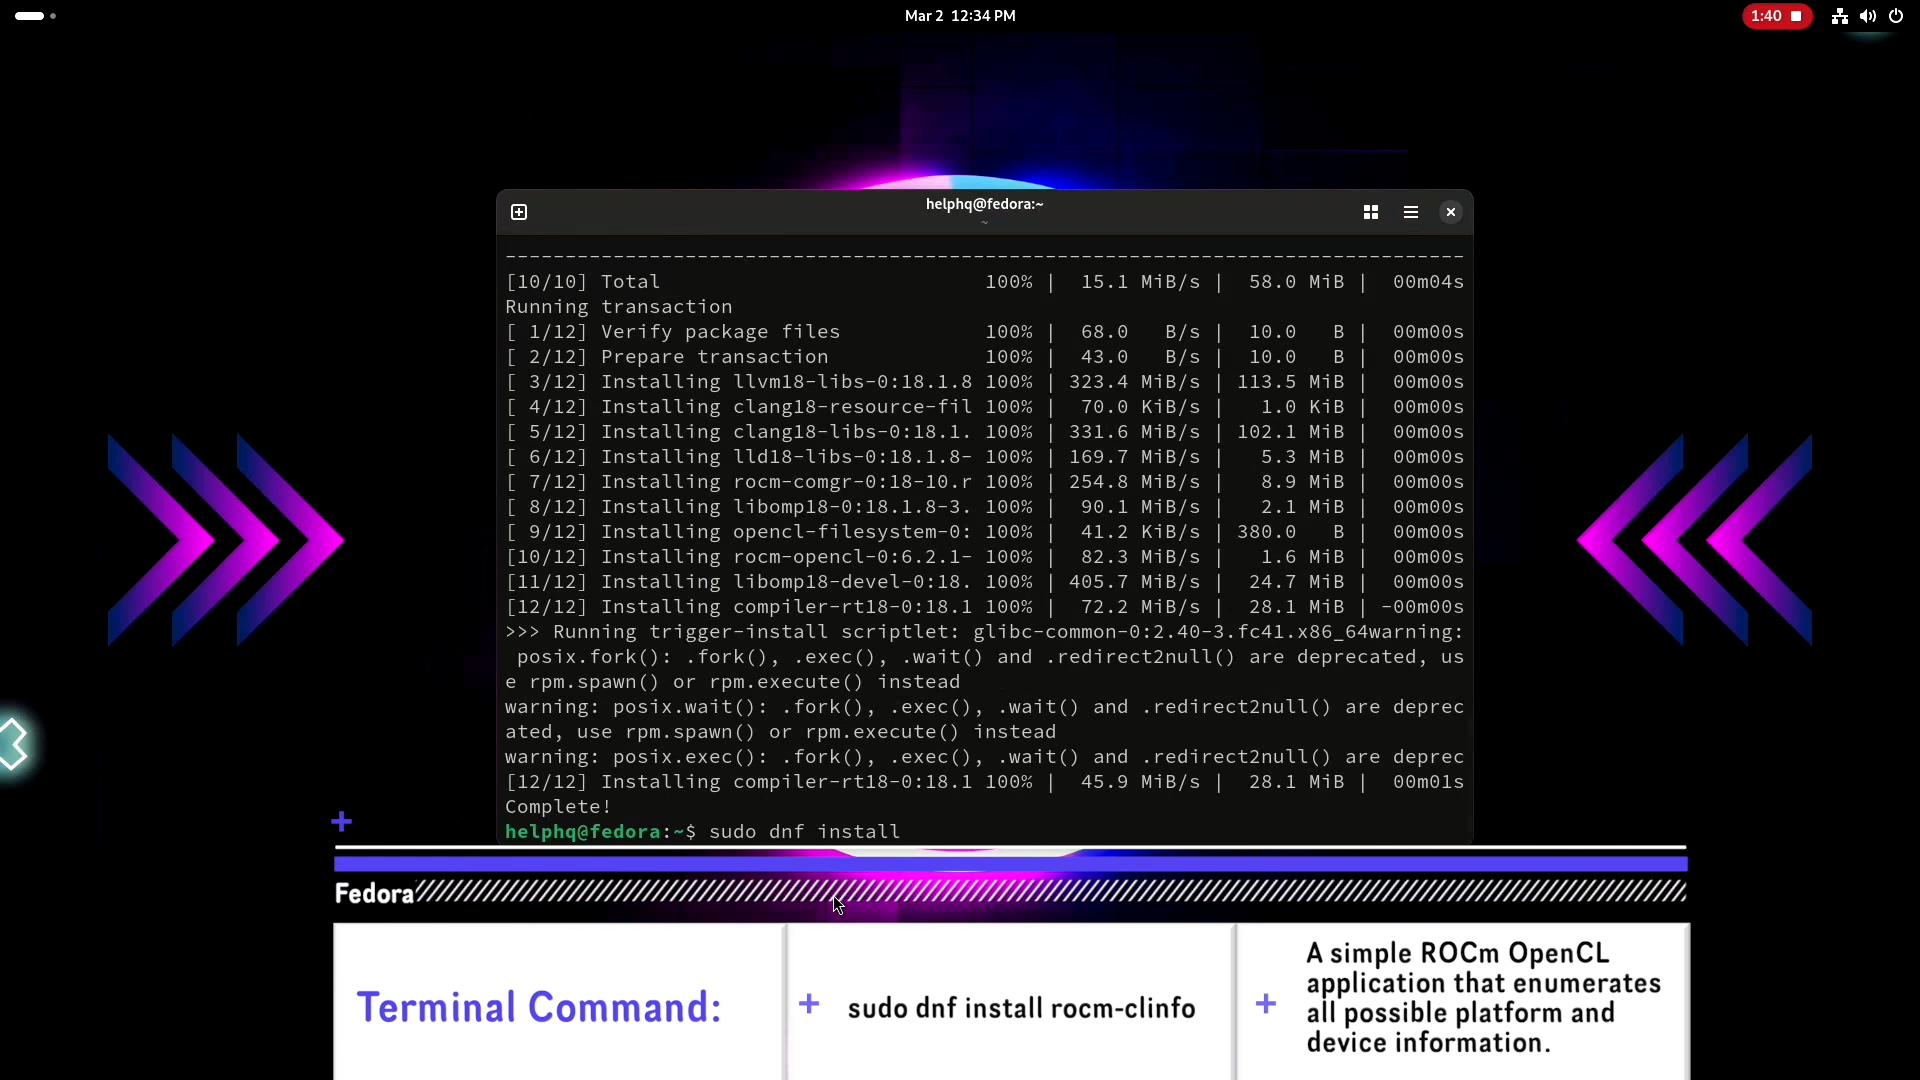 Mar 2 12:34 PM
1:40
helphq@fedora:~
~
--------------------------------------------------------------------------------
[10/10] Total                           100% |  15.1 MiB/s |  58.0 MiB |  00m04s
Running transaction
[ 1/12] Verify package files            100% |  68.0   B/s |  10.0   B |  00m00s
[ 2/12] Prepare transaction             100% |  43.0   B/s |  10.0   B |  00m00s
[ 3/12] Installing llvm18-libs-0:18.1.8 100% | 323.4 MiB/s | 113.5 MiB |  00m00s
[ 4/12] Installing clang18-resource-fil 100% |  70.0 KiB/s |   1.0 KiB |  00m00s
[ 5/12] Installing clang18-libs-0:18.1. 100% | 331.6 MiB/s | 102.1 MiB |  00m00s
[ 6/12] Installing lld18-libs-0:18.1.8- 100% | 169.7 MiB/s |   5.3 MiB |  00m00s
[ 7/12] Installing rocm-comgr-0:18-10.r 100% | 254.8 MiB/s |   8.9 MiB |  00m00s
[ 8/12] Installing libomp18-0:18.1.8-3. 100% |  90.1 MiB/s |   2.1 MiB |  00m00s
[ 9/12] Installing opencl-filesystem-0: 100% |  41.2 KiB/s | 380.0   B |  00m00s
[10/12] Installing rocm-opencl-0:6.2.1- 100% |  82.3 MiB/s |   1.6 MiB |  00m00s
[11/12] Installing libomp18-devel-0:18. 100% | 405.7 MiB/s |  24.7 MiB |  00m00s
[12/12] Installing compiler-rt18-0:18.1 100% |  72.2 MiB/s |  28.1 MiB | -00m00s
>>> Running trigger-install scriptlet: glibc-common-0:2.40-3.fc41.x86_64warning:
 posix.fork(): .fork(), .exec(), .wait() and .redirect2null() are deprecated, us
e rpm.spawn() or rpm.execute() instead
warning: posix.wait(): .fork(), .exec(), .wait() and .redirect2null() are deprec
ated, use rpm.spawn() or rpm.execute() instead
warning: posix.exec(): .fork(), .exec(), .wait() and .redirect2null() are deprec
[12/12] Installing compiler-rt18-0:18.1 100% |  45.9 MiB/s |  28.1 MiB |  00m01s
Complete!
helphq@fedora:~$ sudo dnf install
Fedora
Terminal Command:
+ sudo dnf install rocm-clinfo
+ A simple ROCm OpenCL
application that enumerates
all possible platform and
device information.